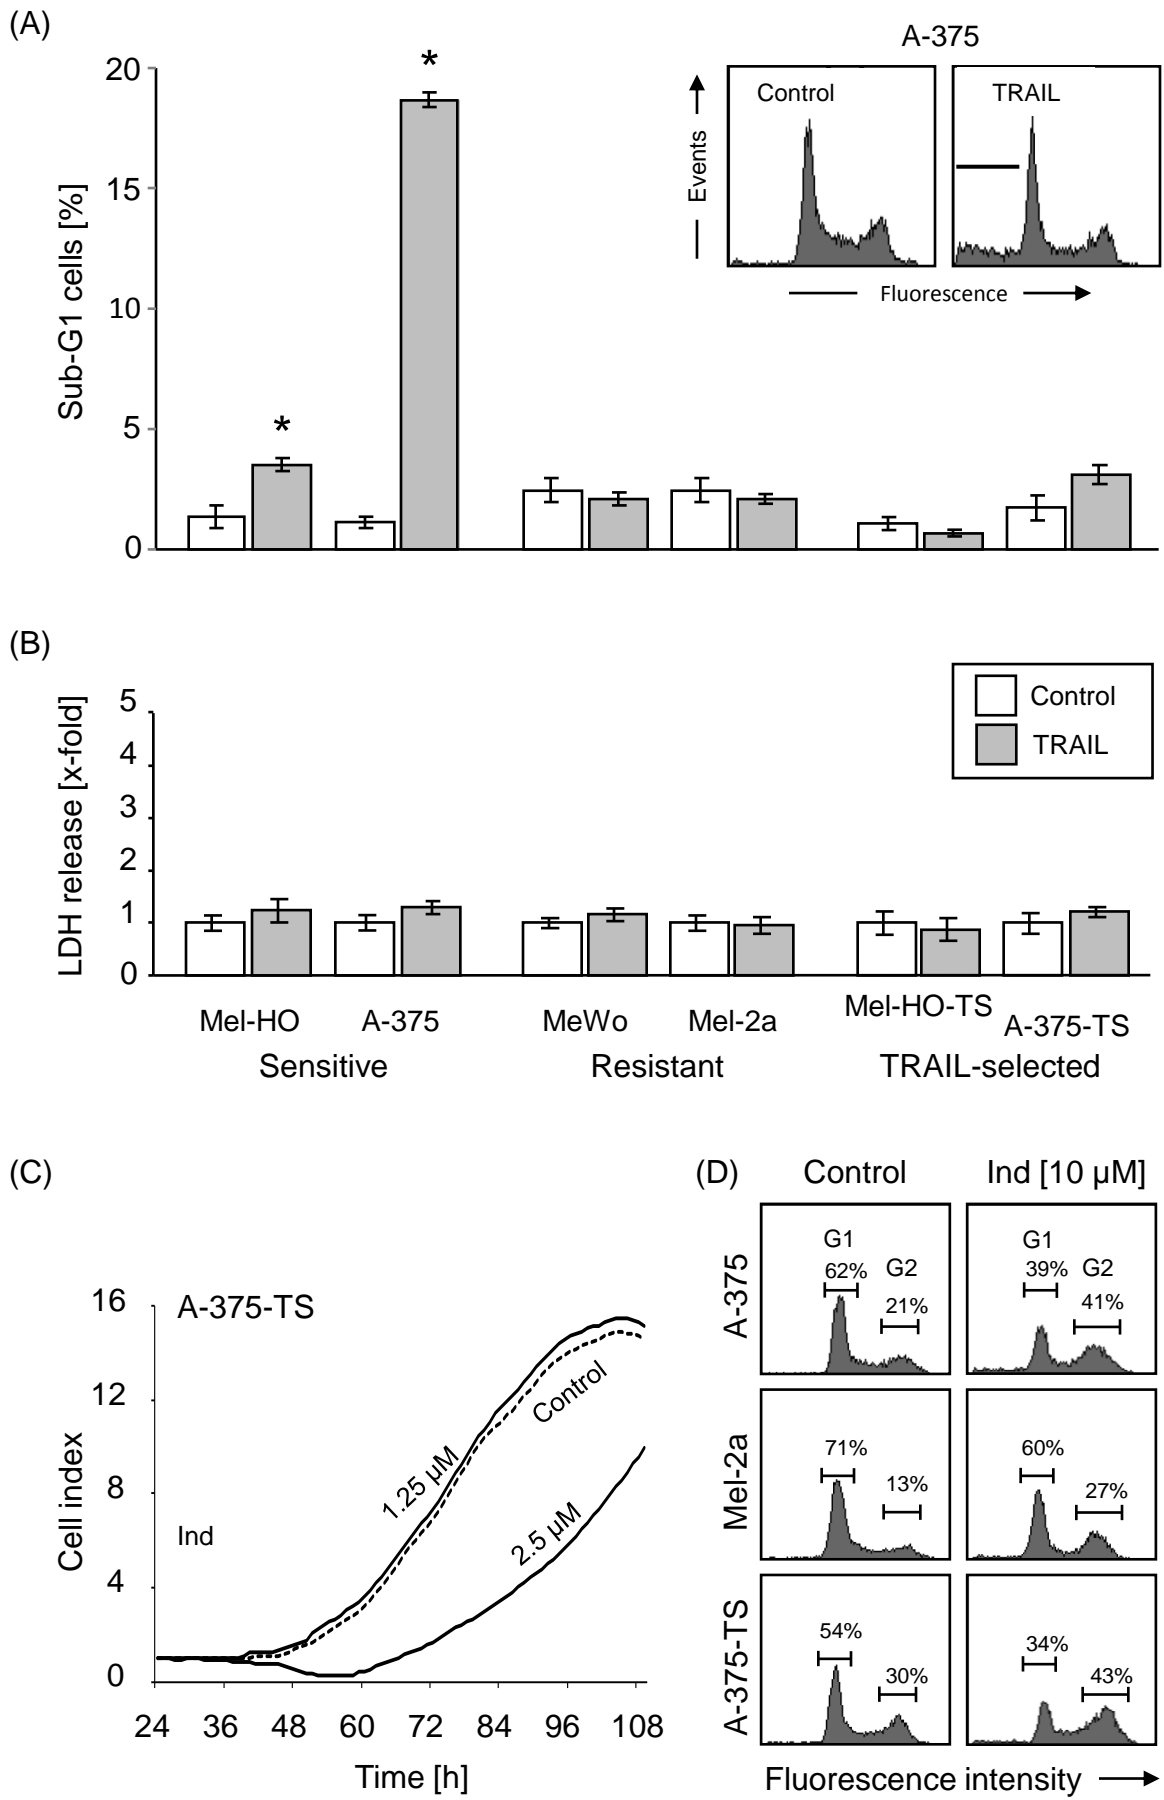 (A)
A-375
Sub-G1 cells [%]
20
15
10
5
0
*
*
Events
Control
TRAIL
Fluorescence
(B)
LDH release [x-fold]
5
4
3
2
1
0
Control
TRAIL
Mel-HO
A-375
MeWo
Mel-2a
Mel-HO-TS
A-375-TS
Sensitive
Resistant
TRAIL-selected
(C)
Cell index
16
12
8
4
0
A-375-TS
Ind
1.25 µM
Control
2.5 µM
24 36 48 60 72 84 96 108
Time [h]
(D)
Control
Ind [10 µM]
A-375
G1
62%
G2
21%
G1
39%
G2
41%
Mel-2a
71%
13%
60%
27%
A-375-TS
54%
30%
34%
43%
Fluorescence intensity